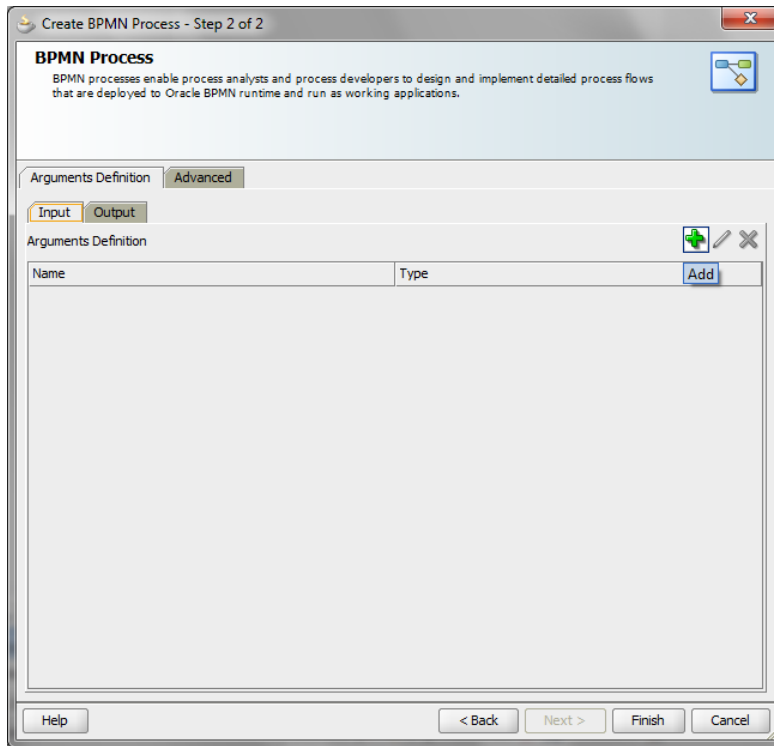 Create BPMN Process - Step 2 of 2
BPMN Process
BPMN processes enable process analysts and process developers to design and implement detailed process flows
that are deployed to Oracle BPMN runtime and run as working applications.
Arguments Definition Advanced
Input Output
Arguments Definition
Name Type Add
Help < Back Next > Finish Cancel